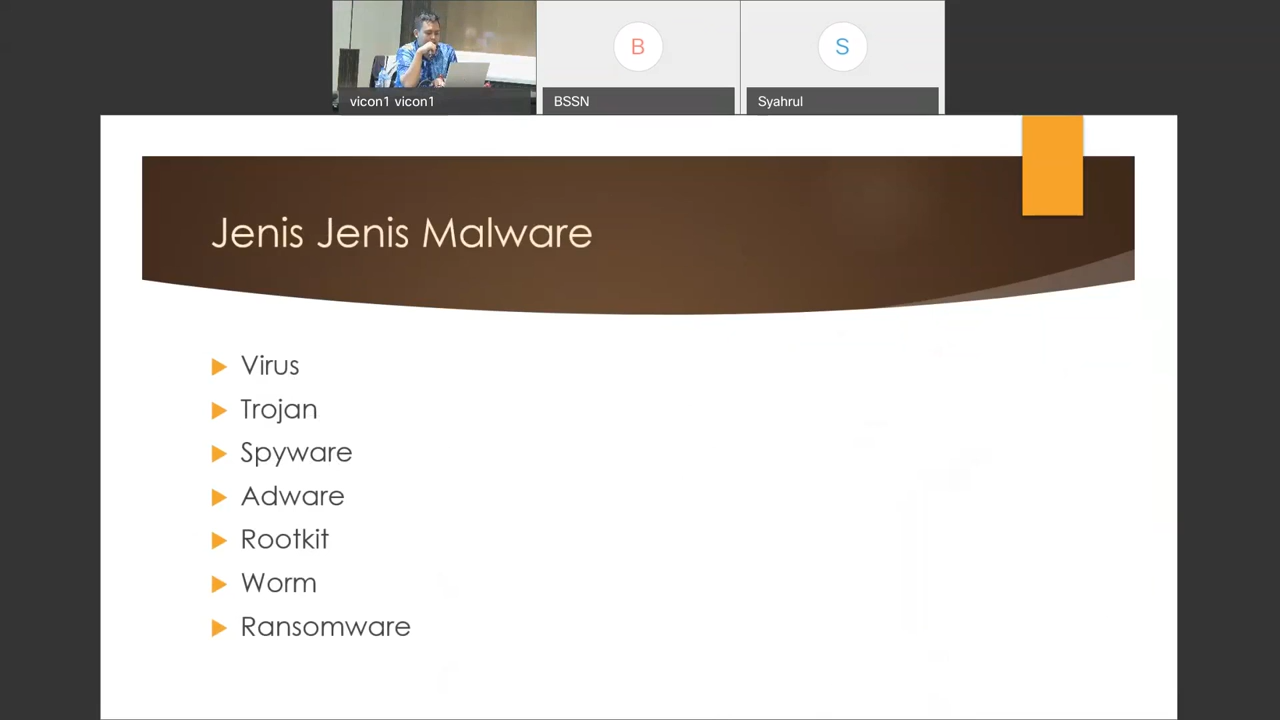 vicon1 vicon1
B
BSSN
S
Syahrul
Jenis Jenis Malware
Virus
Trojan
Spyware
Adware
Rootkit
Worm
Ransomware